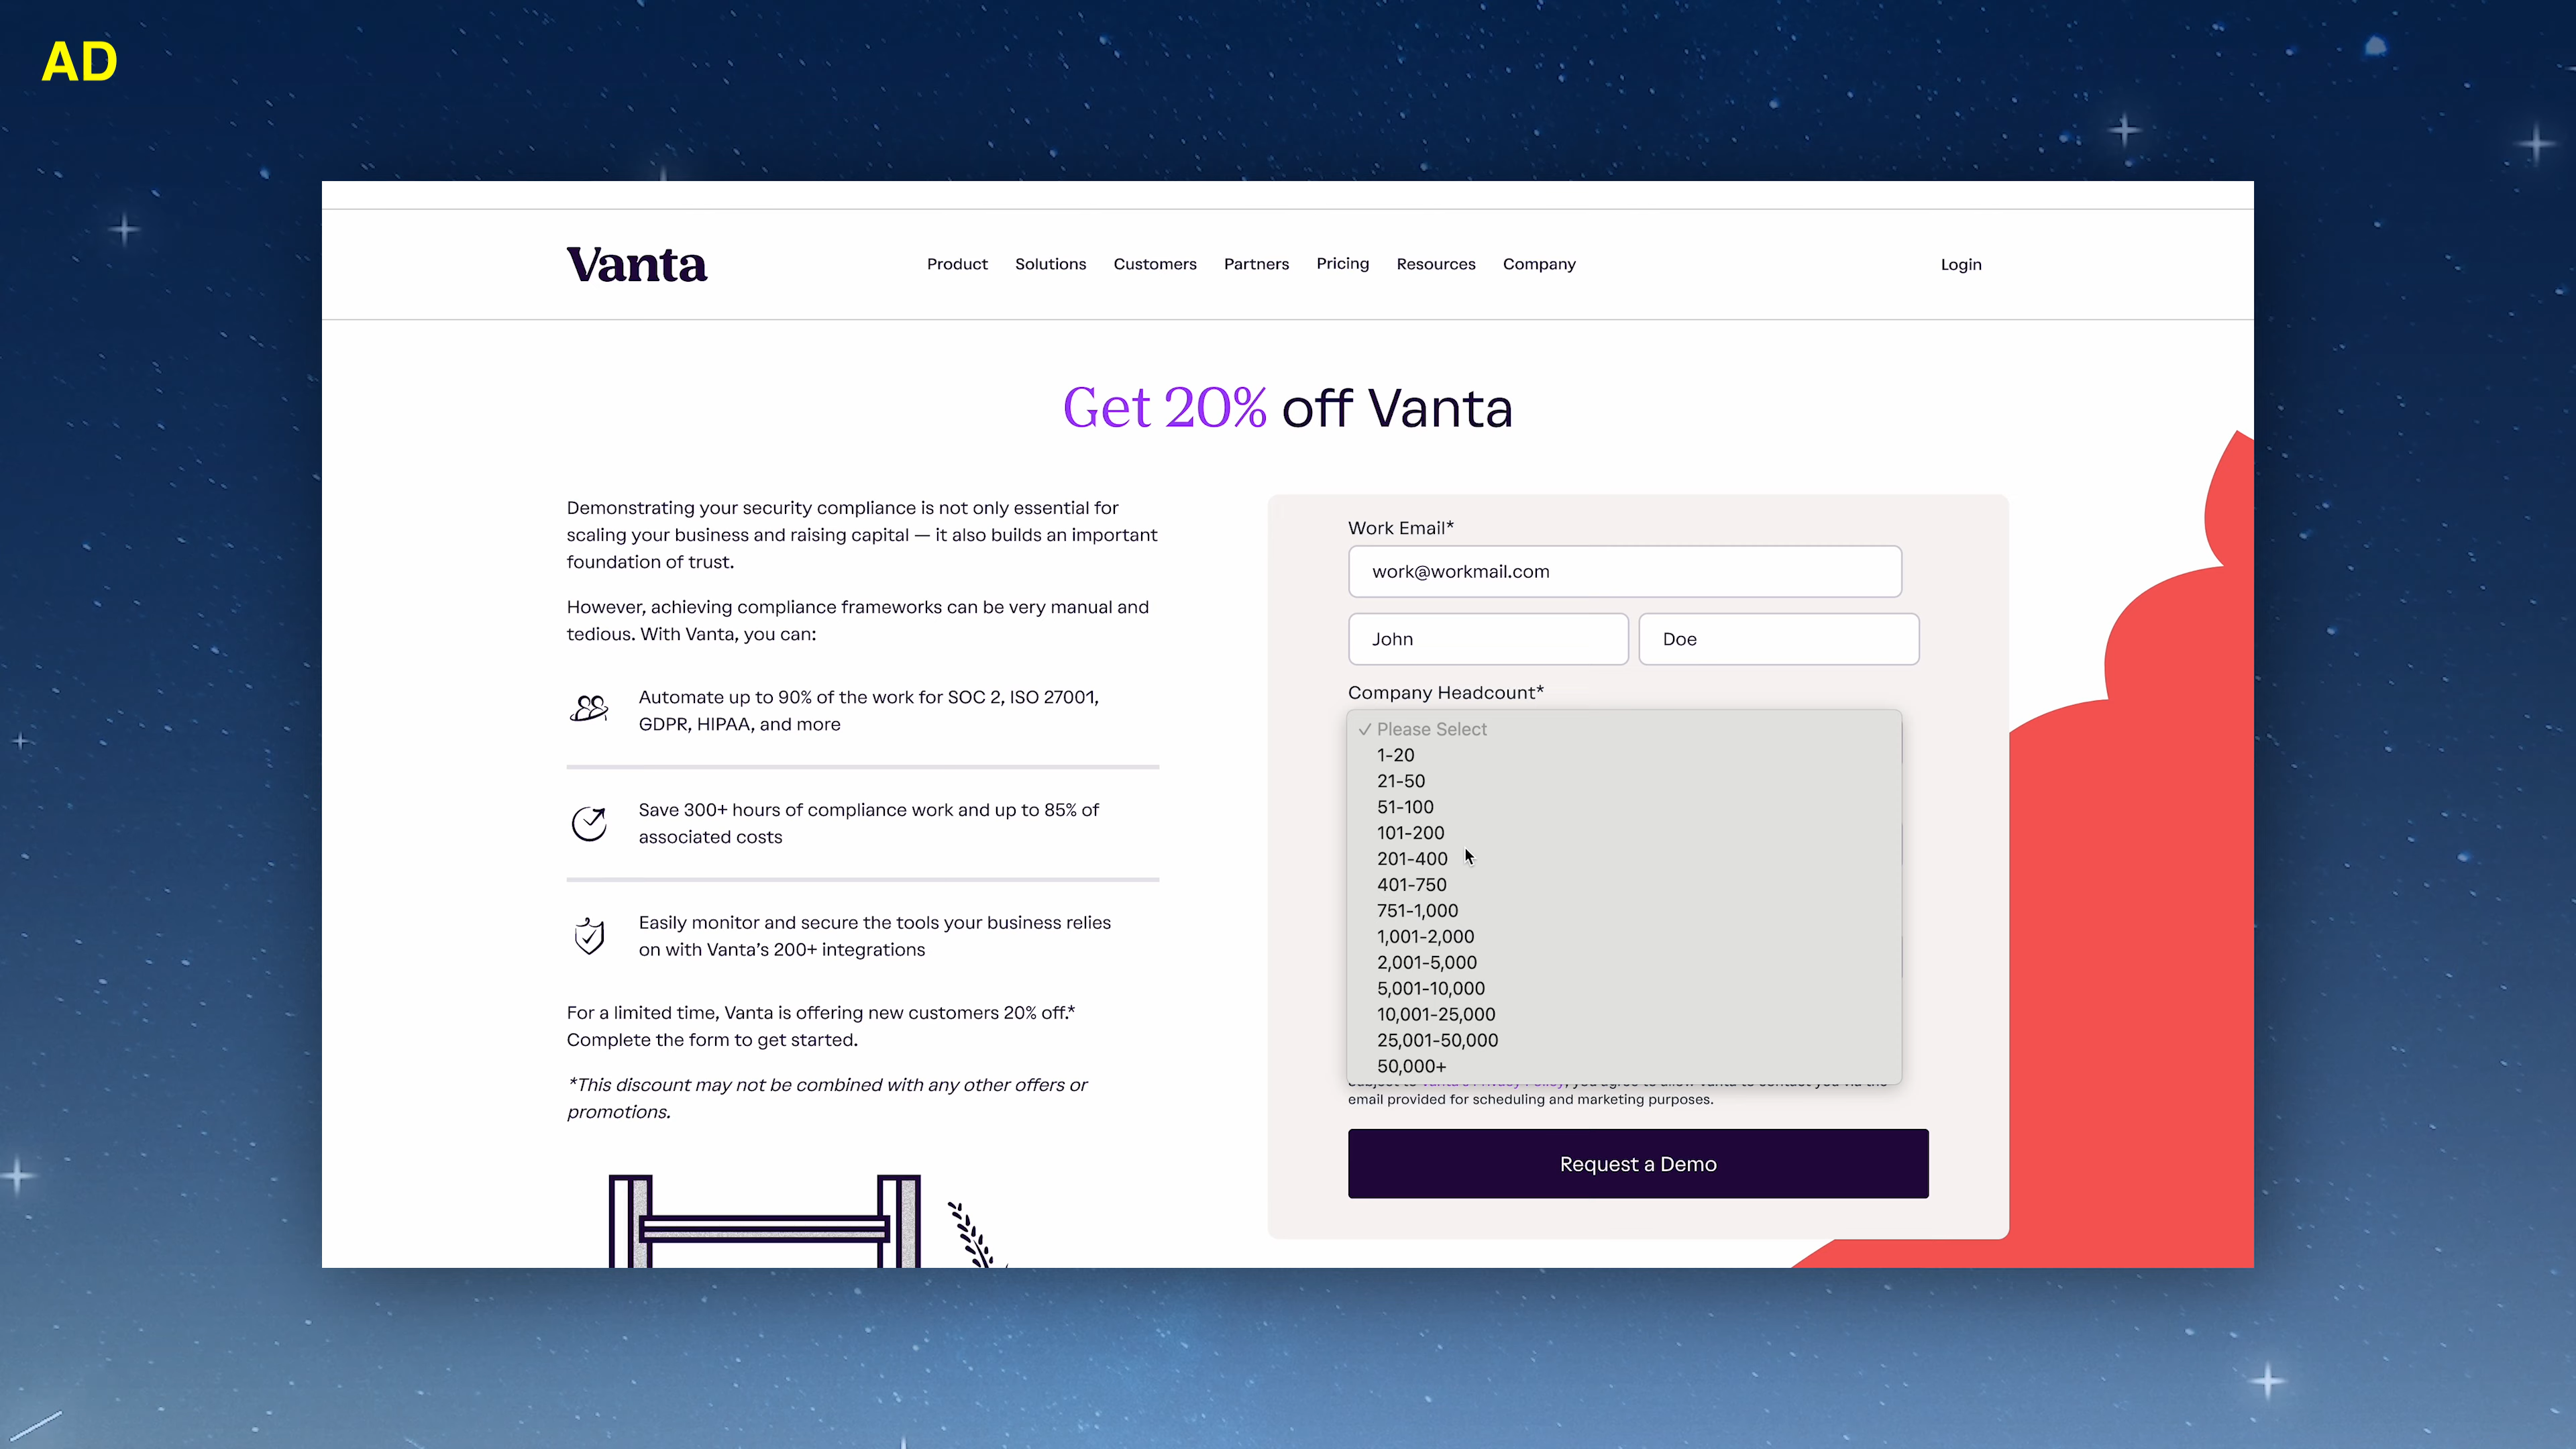 AD
Vanta
Product Solutions Customers Partners Pricing Resources Company
Login
Get 20% off Vanta
Demonstrating your security compliance is not only essential for
scaling your business and raising capital — it also builds an important
foundation of trust.
However, achieving compliance frameworks can be very manual and
tedious. With Vanta, you can:
Automate up to 90% of the work for SOC 2, ISO 27001,
GDPR, HIPAA, and more
Save 300+ hours of compliance work and up to 85% of
associated costs
Easily monitor and secure the tools your business relies
on with Vanta's 200+ integrations
For a limited time, Vanta is offering new customers 20% off.*
Complete the form to get started.
*This discount may not be combined with any other offers or
promotions.
Work Email*
work@workmail.com
John
Doe
Company Headcount*
✓ Please Select
1-20
21-50
51-100
101-200
201-400
401-750
751-1,000
1,001-2,000
2,001-5,000
5,001-10,000
10,001-25,000
25,001-50,000
50,000+
email provided for scheduling and marketing purposes.
Request a Demo